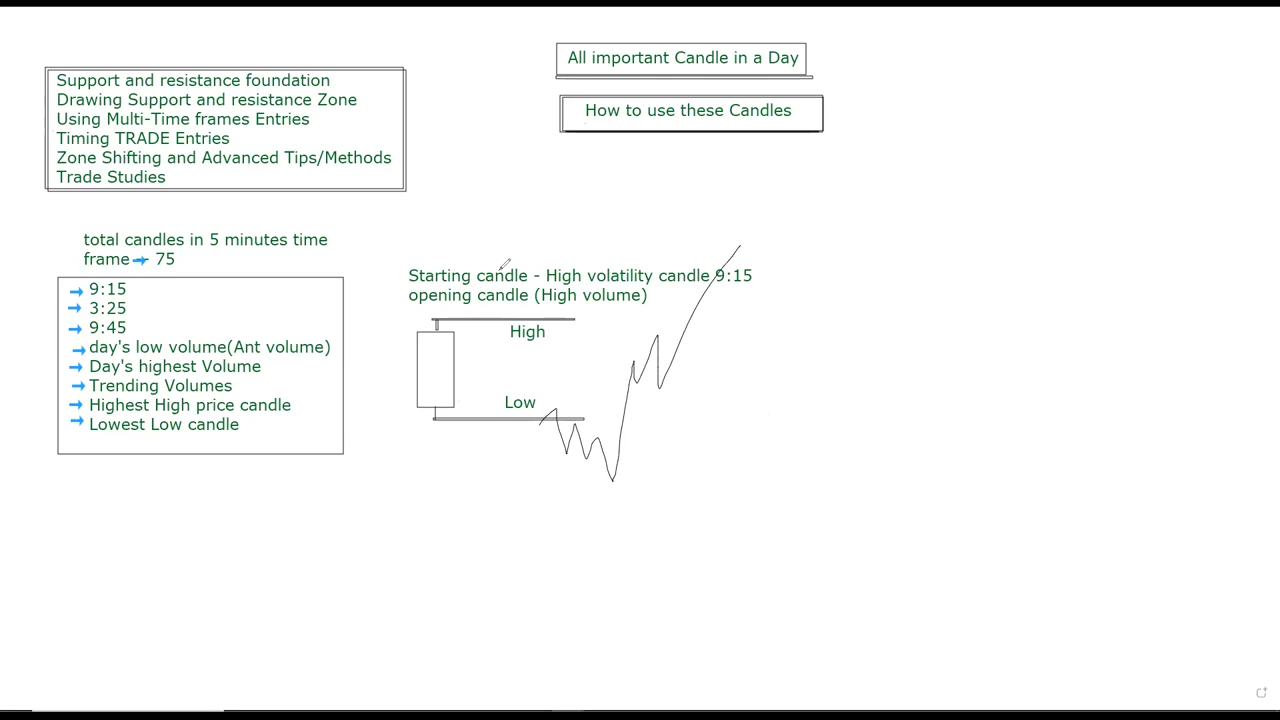 All important Candle in a Day
How to use these Candles
Support and resistance foundation
Drawing Support and resistance Zone
Using Multi-Time frames Entries
Timing TRADE Entries
Zone Shifting and Advanced Tips/Methods
Trade Studies
total candles in 5 minutes time
frame 75
9:15
3:25
9:45
day's low volume(Ant volume)
Day's highest Volume
Trending Volumes
Highest High price candle
Lowest Low candle
Starting candle - High volatility candle 9:15
opening candle (High volume)
High
Low